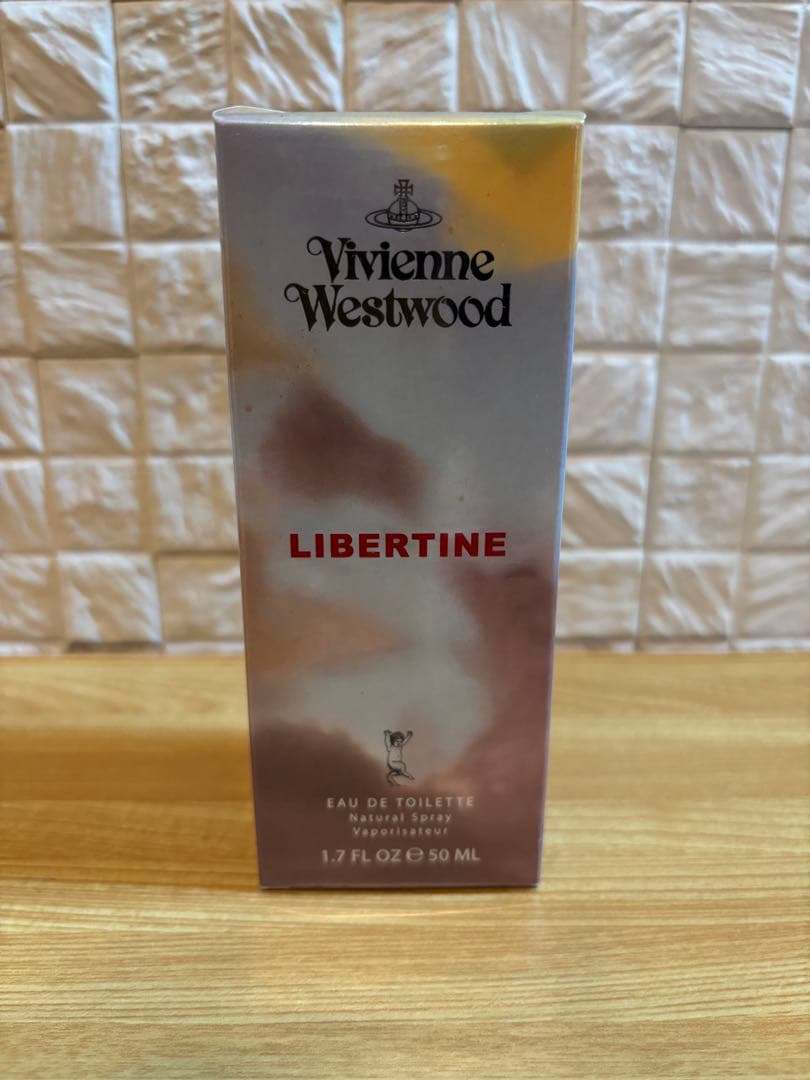 Vivienne
Westwood
LIBERTINE
EAU DE TOILETTE
Natural Spray
Vaporisateur
1.7 FL OZ ℮ 50 ML